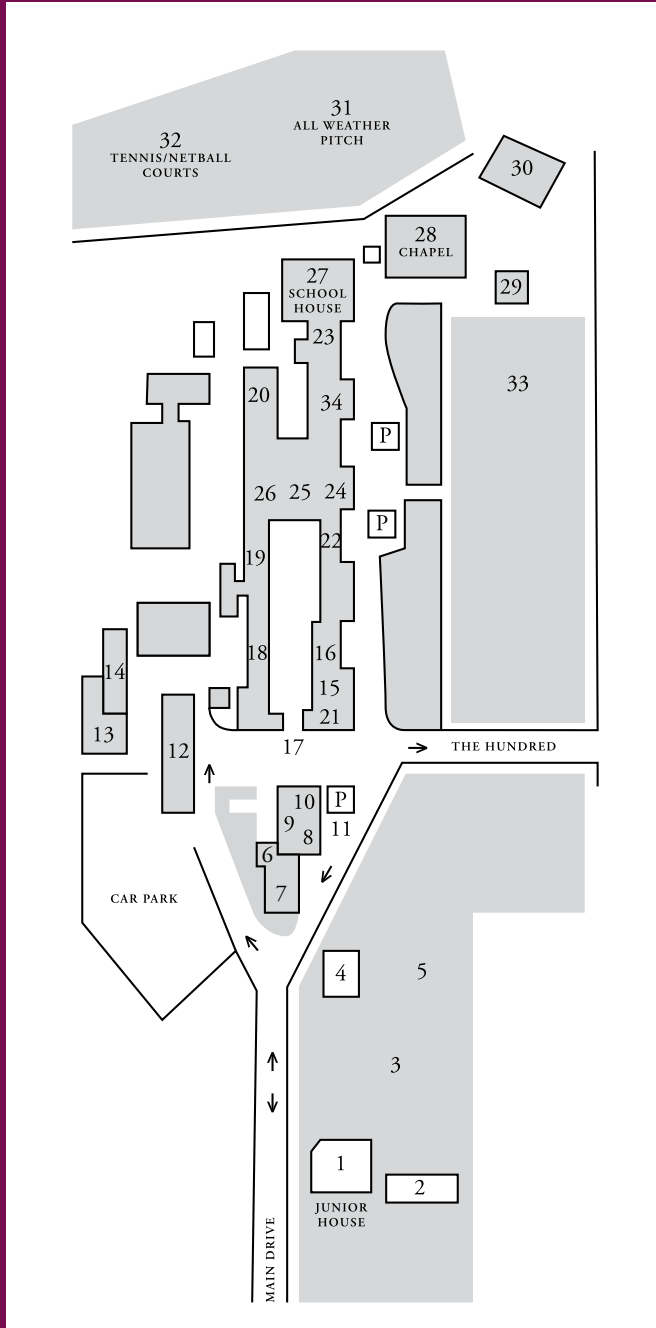 31
ALL WEATHER
PITCH
32
TENNIS/NETBALL
COURTS
30
28
CHAPEL
27
SCHOOL
HOUSE
29
23
33
20
34
P
26 25 24
P
22
19
18
16
14
15
21
13
17
12
THE HUNDRED
10
P
9
11
8
6
7
CAR PARK
4
5
3
1
2
JUNIOR
HOUSE
MAIN DRIVE